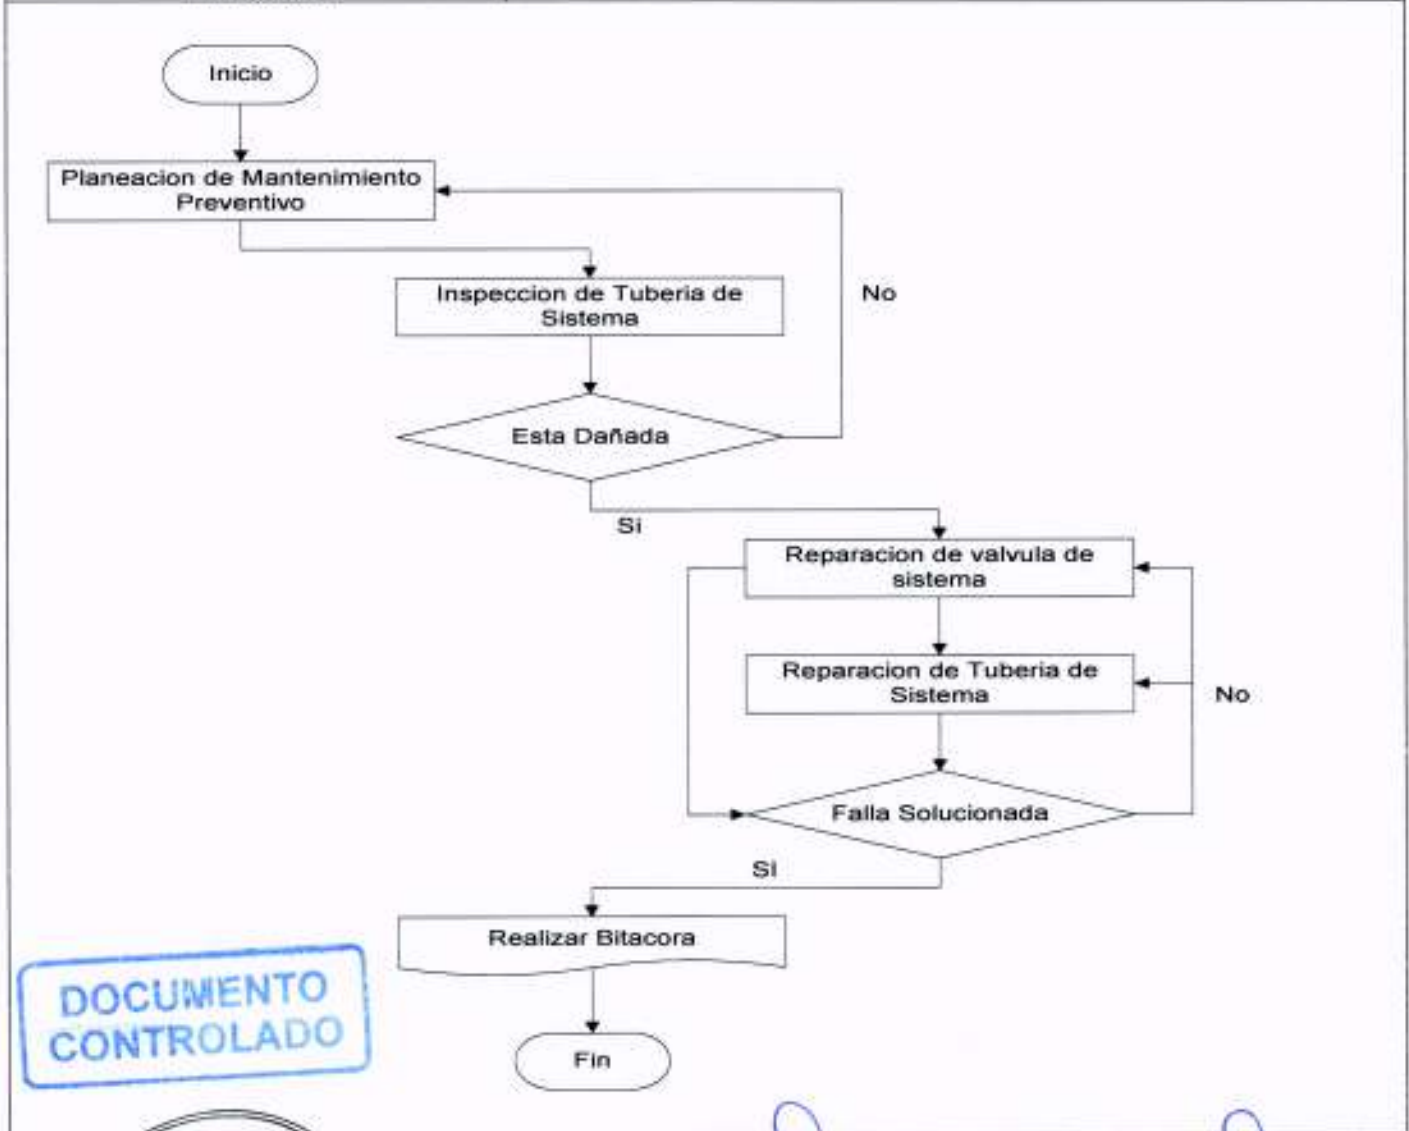 Inicio
Planeacion de Mantenimiento
Preventivo
Inspeccion de Tuberia de
Sistema
No
Esta Dañada
Si
Reparacion de valvula de
sistema
Reparacion de Tuberia de
Sistema
No
Falla Solucionada
Si
Realizar Bitacora
DOCUMENTO
CONTROLADO
Fin